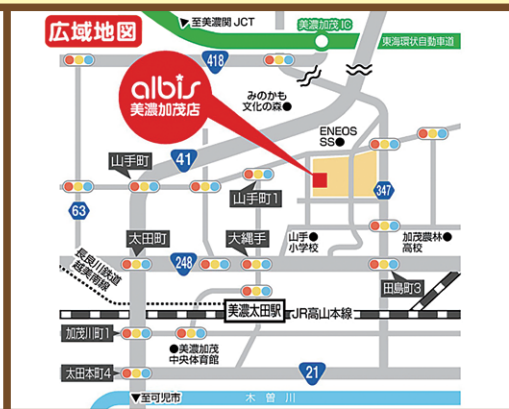 広域地図
至美濃関JCT
美濃加茂IC
東海環状自動車道
418
albis
美濃加茂店
みのかも
文化の森
ENEOS
SS
山手町
41
山手町1
347
63
太田町
大縄手
山手
小学校
加茂農林
高校
長良川鉄道
越美南線
248
田島町3
美濃太田駅
JR高山本線
加茂川町1
美濃加茂
中央体育館
太田本町4
21
至可児市
木曽川